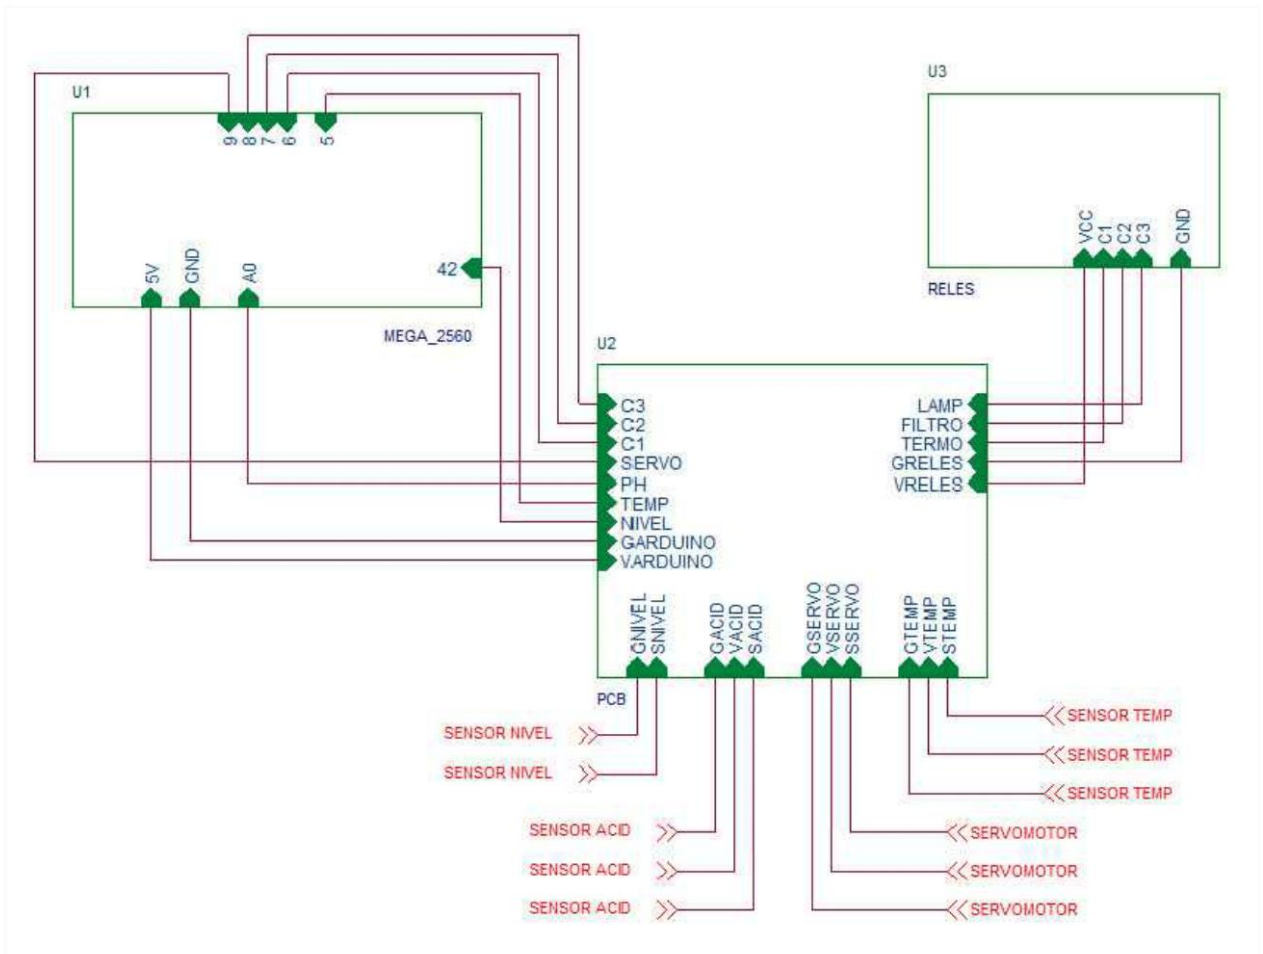 U1
9
8
7
6
5
5V
GND
A0
42
MEGA_2560
U3
VCC
C1
C2
C3
GND
RELES
U2
C3
C2
C1
SERVO
PH
TEMP
NIVEL
GARDUINO
VARDUINO
LAMP
FILTRO
TERMO
GRELES
VRELES
GNIVEL
SNIVEL
GACID
VACID
SACID
GSERVO
VSERVO
SSERVO
GTEMP
VTEMP
STEMP
PCB
SENSOR NIVEL
SENSOR NIVEL
SENSOR ACID
SENSOR ACID
SENSOR ACID
SENSOR TEMP
SENSOR TEMP
SENSOR TEMP
SERVOMOTOR
SERVOMOTOR
SERVOMOTOR